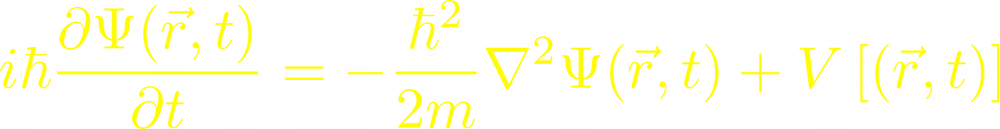 iℏ ∂Ψ(r⃗, t)/∂t = − ℏ²/2m ∇²Ψ(r⃗, t) + V [(r⃗, t)]